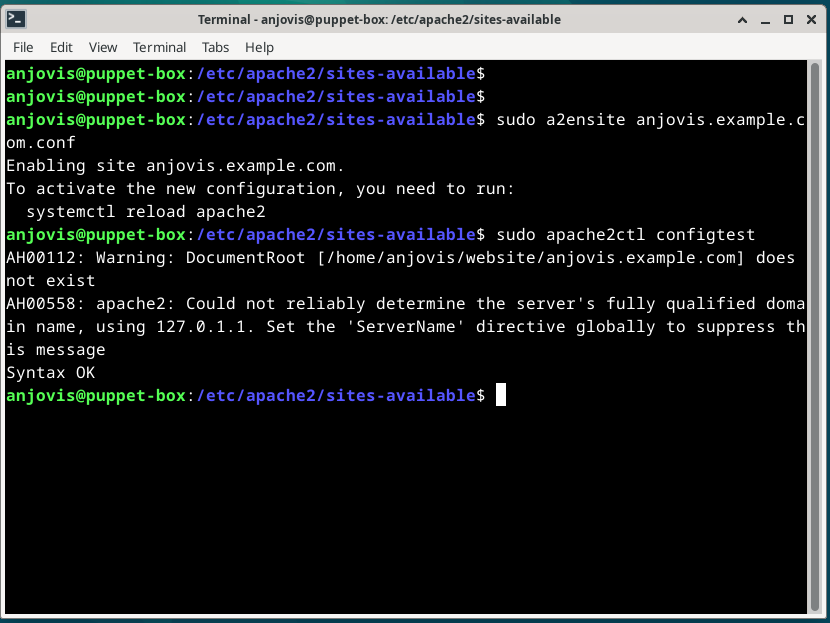 Terminal - anjovis@puppet-box: /etc/apache2/sites-available
File Edit View Terminal Tabs Help
anjovis@puppet-box:/etc/apache2/sites-available$
anjovis@puppet-box:/etc/apache2/sites-available$
anjovis@puppet-box:/etc/apache2/sites-available$ sudo a2ensite anjovis.example.c
om.conf
Enabling site anjovis.example.com.
To activate the new configuration, you need to run:
  systemctl reload apache2
anjovis@puppet-box:/etc/apache2/sites-available$ sudo apache2ctl configtest
AH00112: Warning: DocumentRoot [/home/anjovis/website/anjovis.example.com] does
not exist
AH00558: apache2: Could not reliably determine the server's fully qualified doma
in name, using 127.0.1.1. Set the 'ServerName' directive globally to suppress th
is message
Syntax OK
anjovis@puppet-box:/etc/apache2/sites-available$